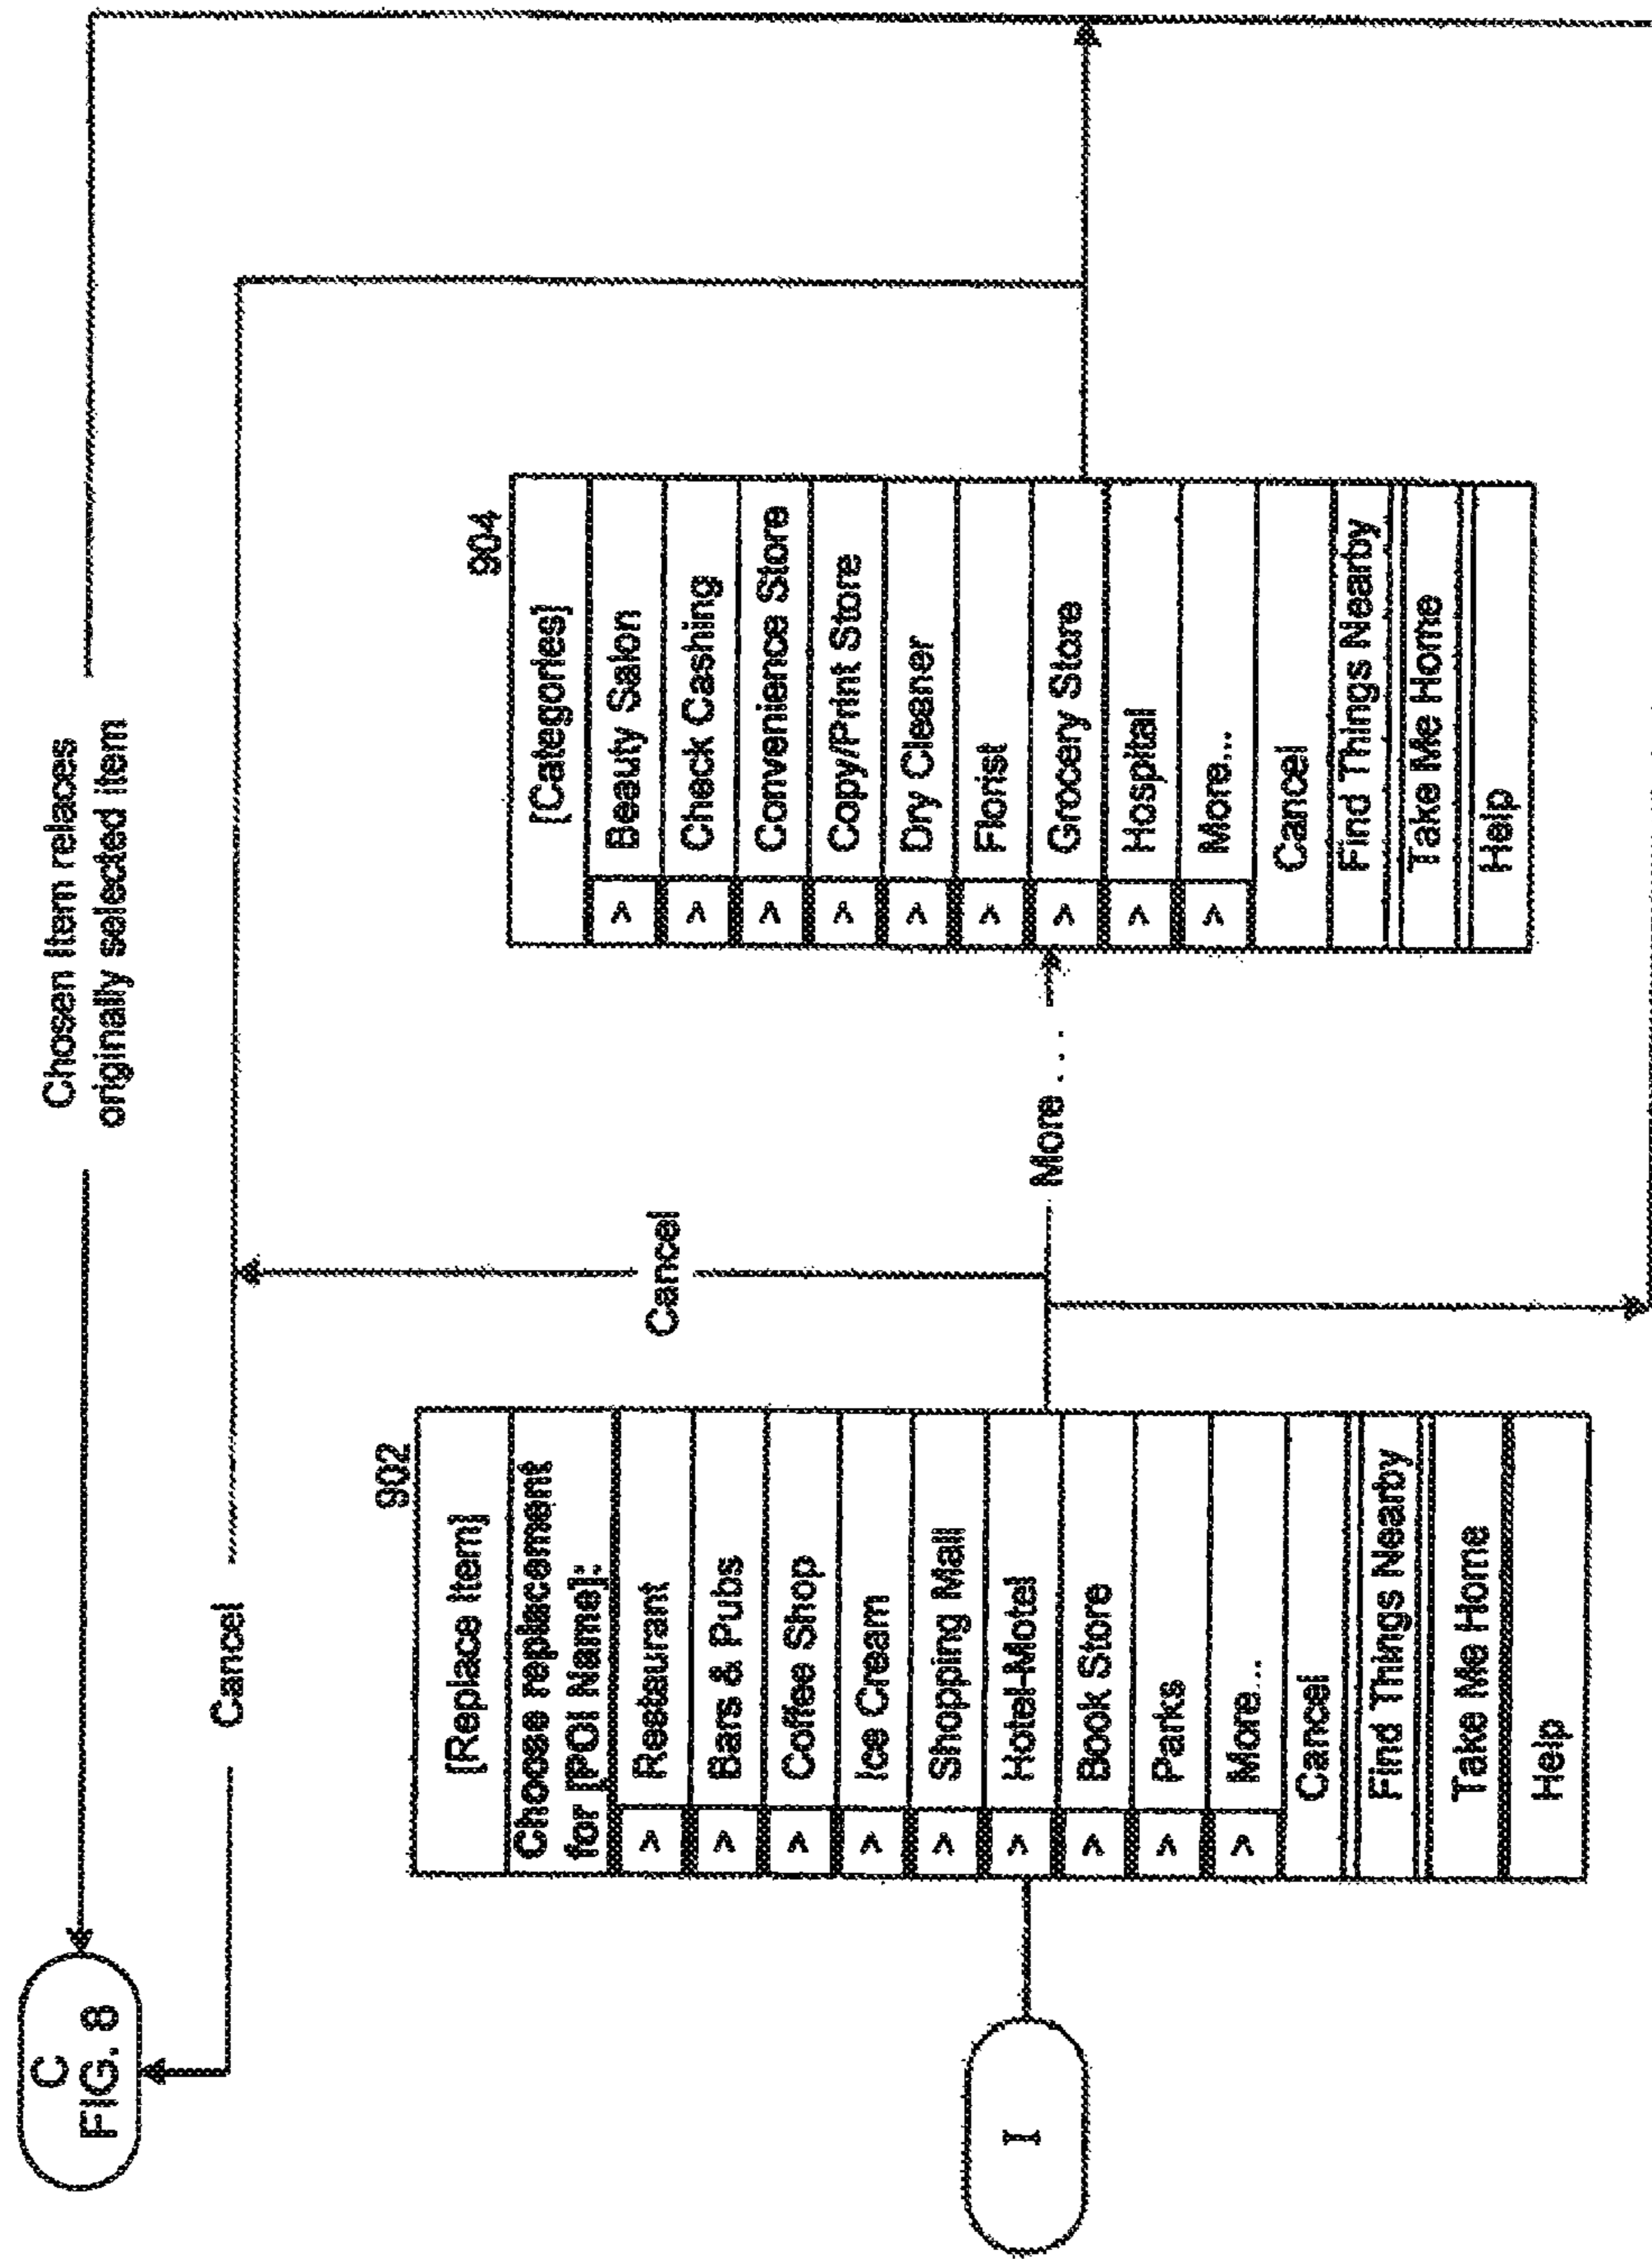 Chosen item relaces
originally selected item
C
FIG. 8
Cancel
Cancel
902
[Replace Item]
Choose replacement
for [POI Name]:
^ Restaurant
^ Bars & Pubs
^ Coffee Shop
^ Ice Cream
^ Shopping Mall
^ Hotel-Motel
^ Book Store
^ Parks
^ More...
Cancel
Find Things Nearby
Take Me Home
Help
I
More . . .
904
[Categories]
^ Beauty Salon
^ Check Cashing
^ Convenience Store
^ Copy/Print Store
^ Dry Cleaner
^ Florist
^ Grocery Store
^ Hospital
^ More...
Cancel
Find Things Nearby
Take Me Home
Help